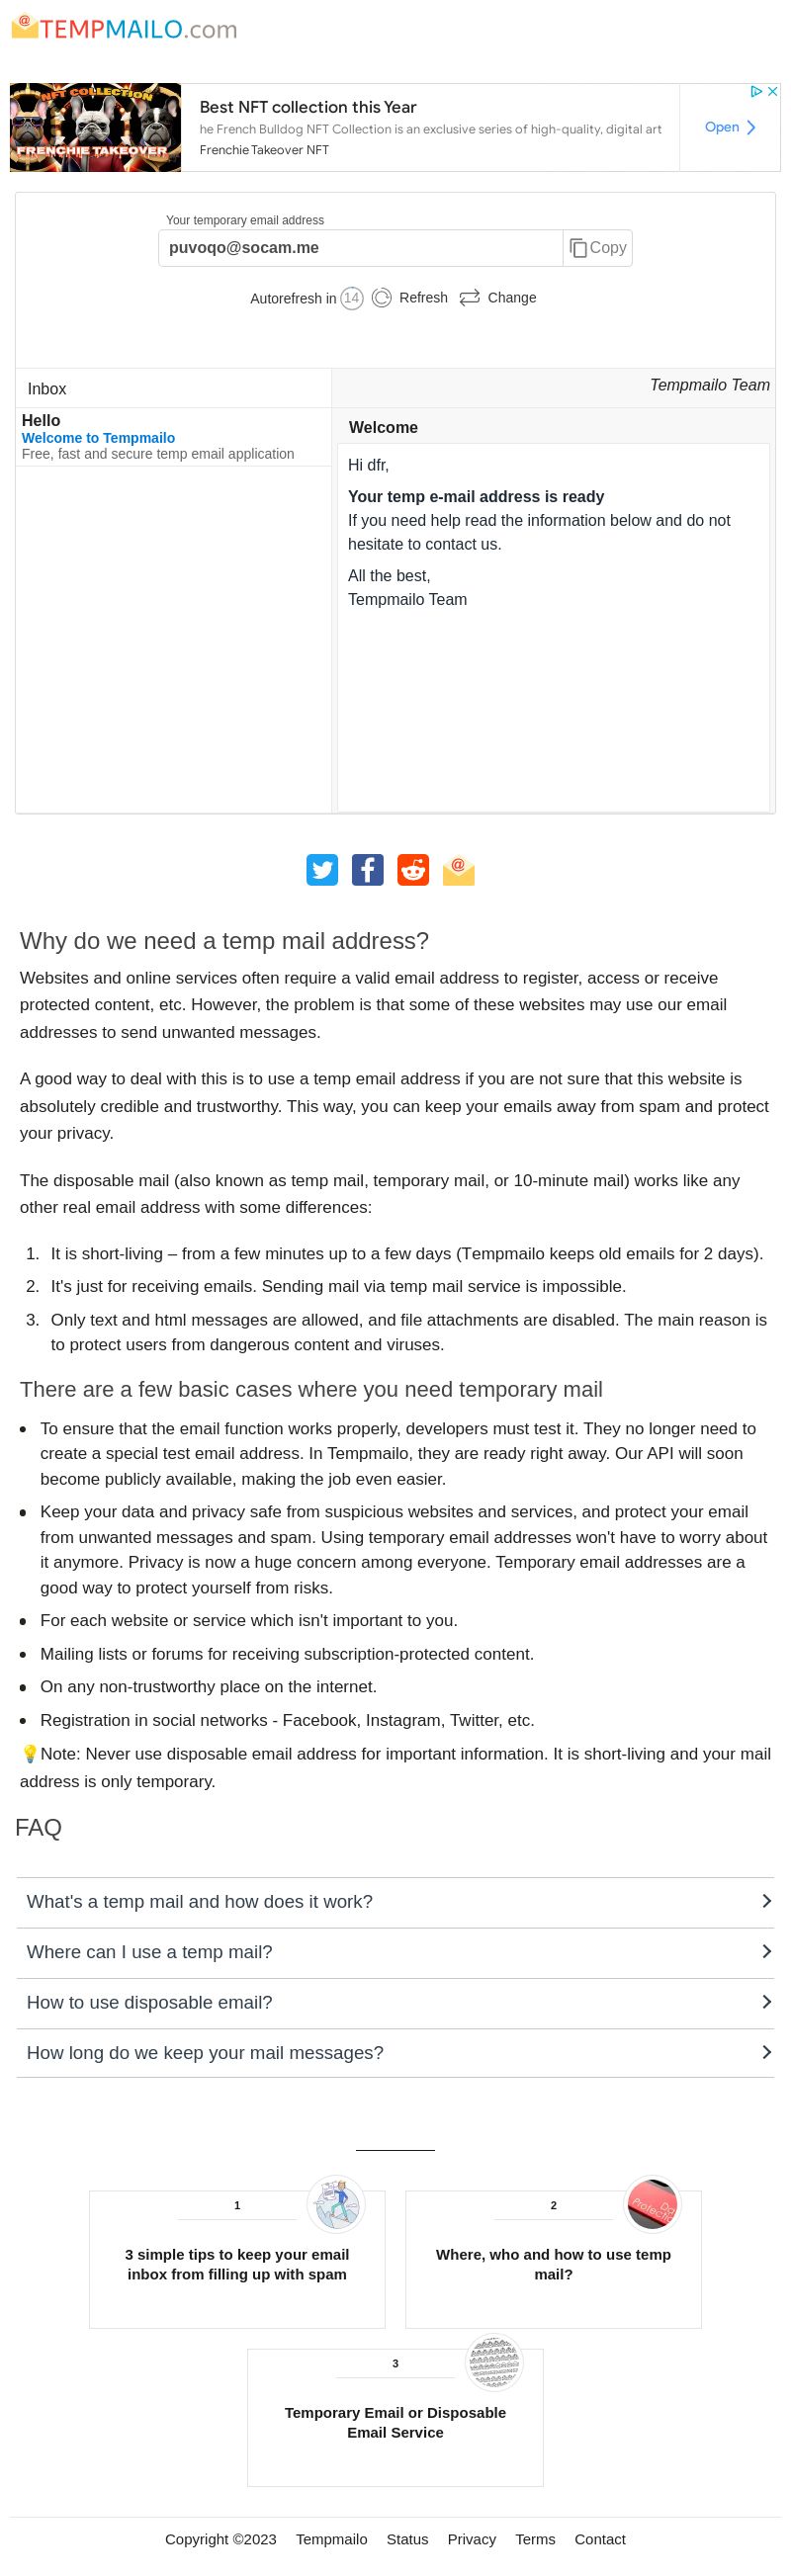 TEMPMAILO.com
NFT COLLECTION
FRENCHIE TAKEOVER
Best NFT collection this Year
he French Bulldog NFT Collection is an exclusive series of high-quality, digital art
Frenchie Takeover NFT
Open
Your temporary email address
puvoqo@socam.me
Copy
Autorefresh in 14 Refresh Change
Inbox
Tempmailo Team
Hello
Welcome to Tempmailo
Free, fast and secure temp email application
Welcome
Hi dfr,
Your temp e-mail address is ready
If you need help read the information below and do not
hesitate to contact us.
All the best,
Tempmailo Team
Why do we need a temp mail address?
Websites and online services often require a valid email address to register, access or receive
protected content, etc. However, the problem is that some of these websites may use our email
addresses to send unwanted messages.
A good way to deal with this is to use a temp email address if you are not sure that this website is
absolutely credible and trustworthy. This way, you can keep your emails away from spam and protect
your privacy.
The disposable mail (also known as temp mail, temporary mail, or 10-minute mail) works like any
other real email address with some differences:
1. It is short-living – from a few minutes up to a few days (Tempmailo keeps old emails for 2 days).
2. It's just for receiving emails. Sending mail via temp mail service is impossible.
3. Only text and html messages are allowed, and file attachments are disabled. The main reason is
to protect users from dangerous content and viruses.
There are a few basic cases where you need temporary mail
• To ensure that the email function works properly, developers must test it. They no longer need to
create a special test email address. In Tempmailo, they are ready right away. Our API will soon
become publicly available, making the job even easier.
• Keep your data and privacy safe from suspicious websites and services, and protect your email
from unwanted messages and spam. Using temporary email addresses won't have to worry about
it anymore. Privacy is now a huge concern among everyone. Temporary email addresses are a
good way to protect yourself from risks.
• For each website or service which isn't important to you.
• Mailing lists or forums for receiving subscription-protected content.
• On any non-trustworthy place on the internet.
• Registration in social networks - Facebook, Instagram, Twitter, etc.
💡Note: Never use disposable email address for important information. It is short-living and your mail
address is only temporary.
FAQ
What's a temp mail and how does it work?
Where can I use a temp mail?
How to use disposable email?
How long do we keep your mail messages?
1
3 simple tips to keep your email
inbox from filling up with spam
2
Where, who and how to use temp
mail?
3
Temporary Email or Disposable
Email Service
Copyright ©2023 Tempmailo Status Privacy Terms Contact